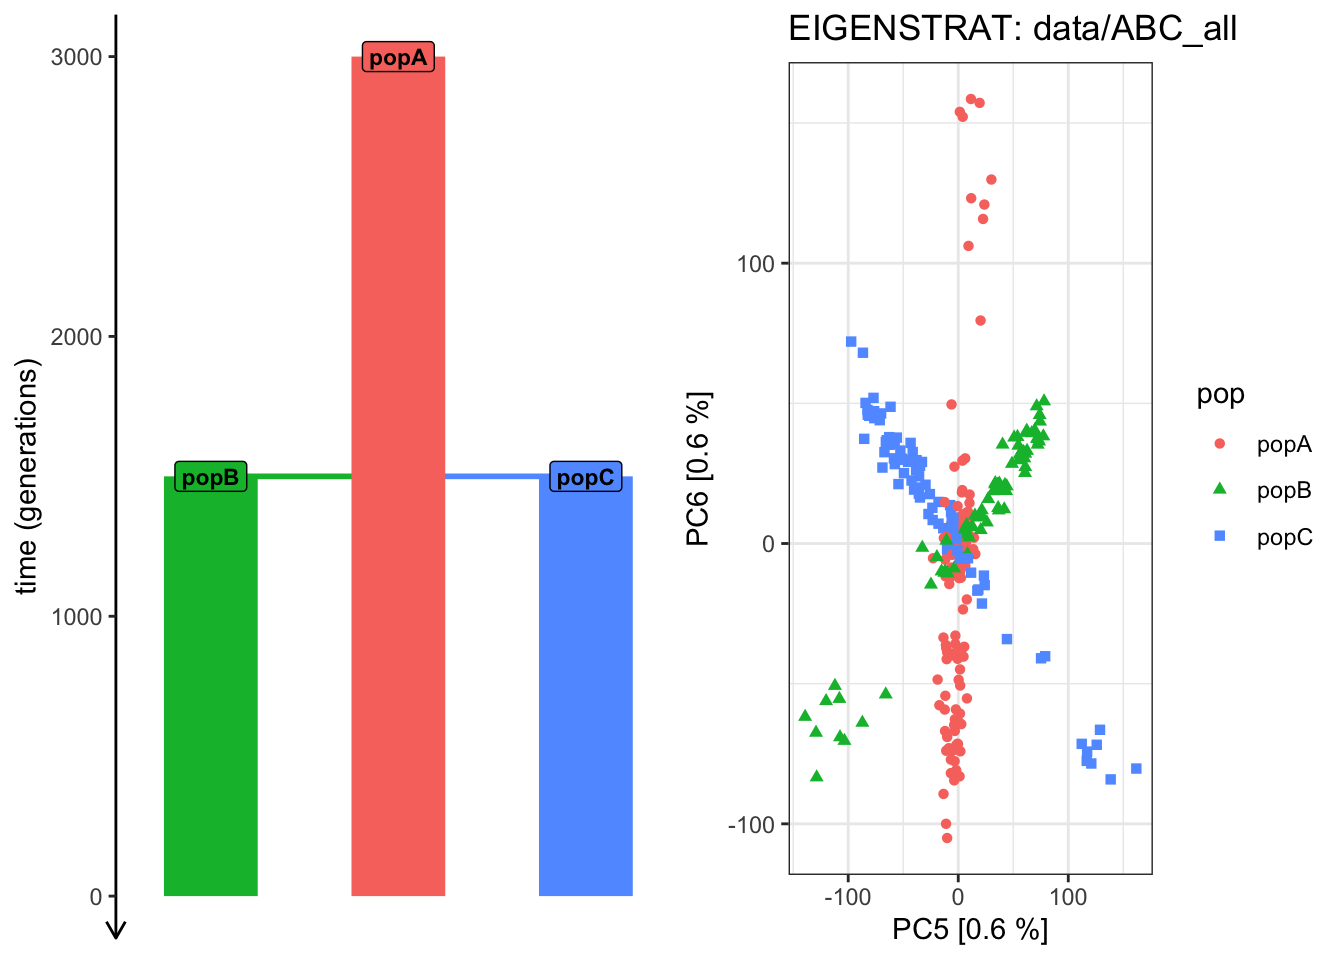 time (generations)
3000
2000
1000
0
popA
popB
popC
EIGENSTRAT: data/ABC_all
PC6 [0.6 %]
100
0
-100
-100
0
100
PC5 [0.6 %]
pop
popA
popB
popC